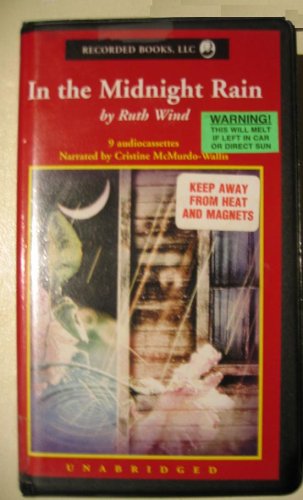 RECORDED BOOKS, LLC
In the Midnight Rain
by Ruth Wind
9 audiocassettes
Narrated by Cristine McMurdo-Wallis
WARNING!
THIS WILL MELT
IF LEFT IN CAR
OR DIRECT SUN
KEEP AWAY
FROM HEAT
AND MAGNETS
UNABRIDGED